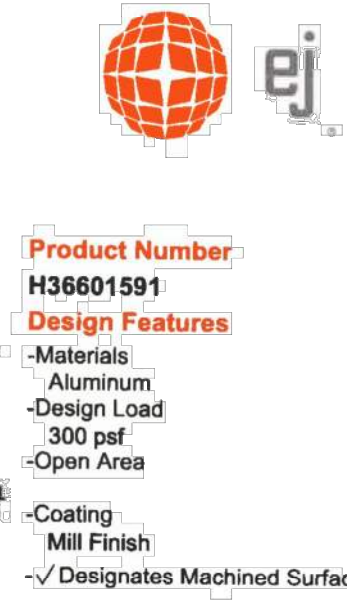 ej
Product Number
H36601591
Design Features
-Materials
Aluminum
-Design Load
300 psf
-Open Area
-Coating
Mill Finish
-√ Designates Machined